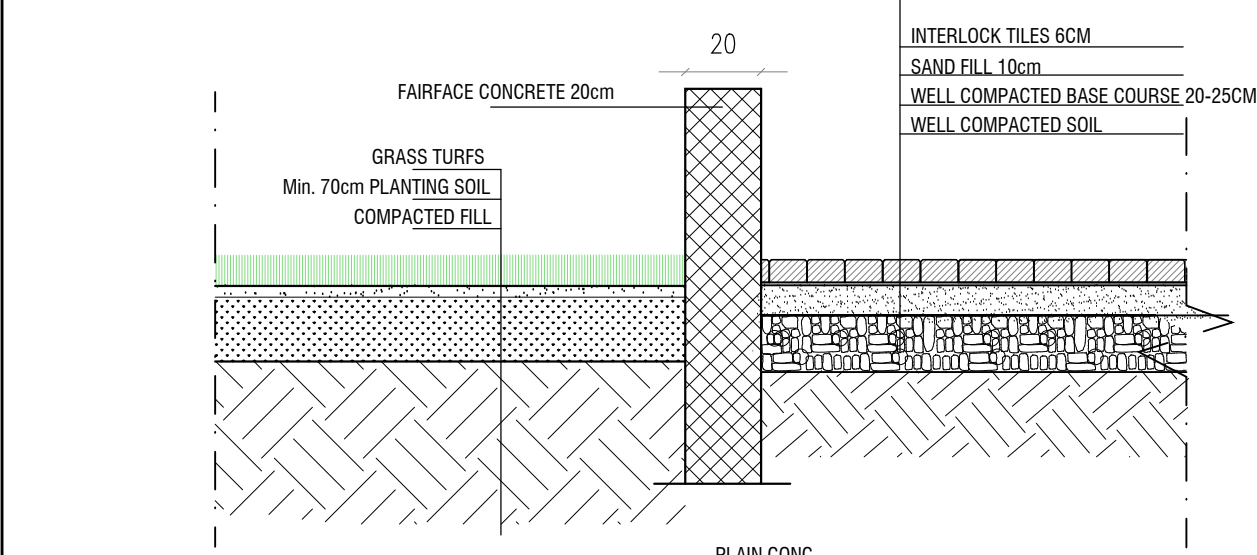 20
FAIRFACE CONCRETE 20cm
INTERLOCK TILES 6CM
SAND FILL 10cm
WELL COMPACTED BASE COURSE 20-25CM
WELL COMPACTED SOIL
GRASS TURFS
Min. 70cm PLANTING SOIL
COMPACTED FILL
PLAIN CONC